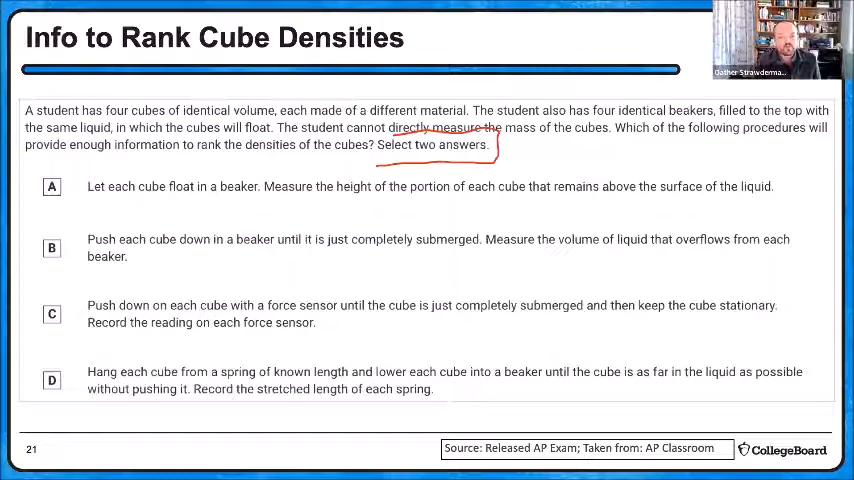 Info to Rank Cube Densities
Oather Strawderma...
A student has four cubes of identical volume, each made of a different material. The student also has four identical beakers, filled to the top with
the same liquid, in which the cubes will float. The student cannot directly measure the mass of the cubes. Which of the following procedures will
provide enough information to rank the densities of the cubes? Select two answers.
A Let each cube float in a beaker. Measure the height of the portion of each cube that remains above the surface of the liquid.
B Push each cube down in a beaker until it is just completely submerged. Measure the volume of liquid that overflows from each
beaker.
C Push down on each cube with a force sensor until the cube is just completely submerged and then keep the cube stationary.
Record the reading on each force sensor.
D Hang each cube from a spring of known length and lower each cube into a beaker until the cube is as far in the liquid as possible
without pushing it. Record the stretched length of each spring.
21
Source: Released AP Exam; Taken from: AP Classroom
CollegeBoard